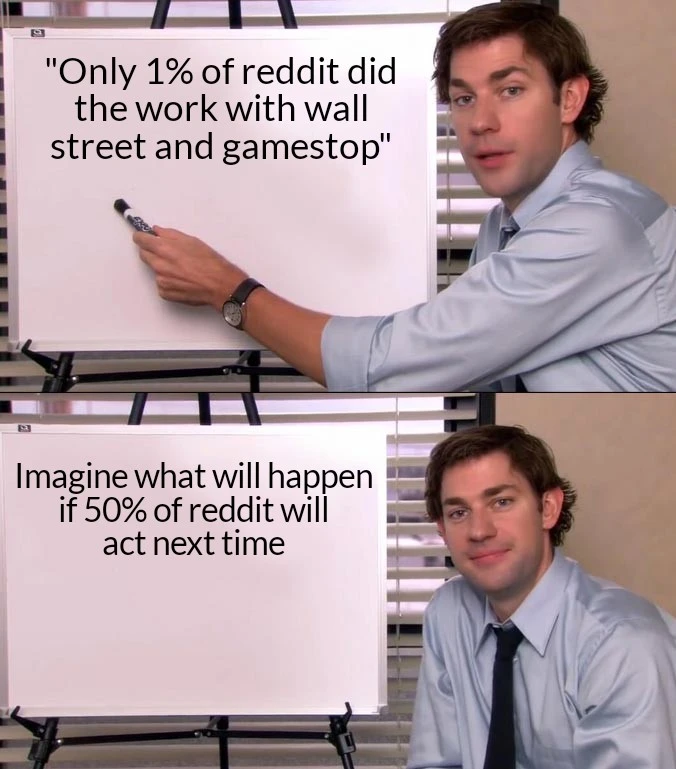 "Only 1% of reddit did
the work with wall
street and gamestop"
Imagine what will happen
if 50% of reddit will
act next time